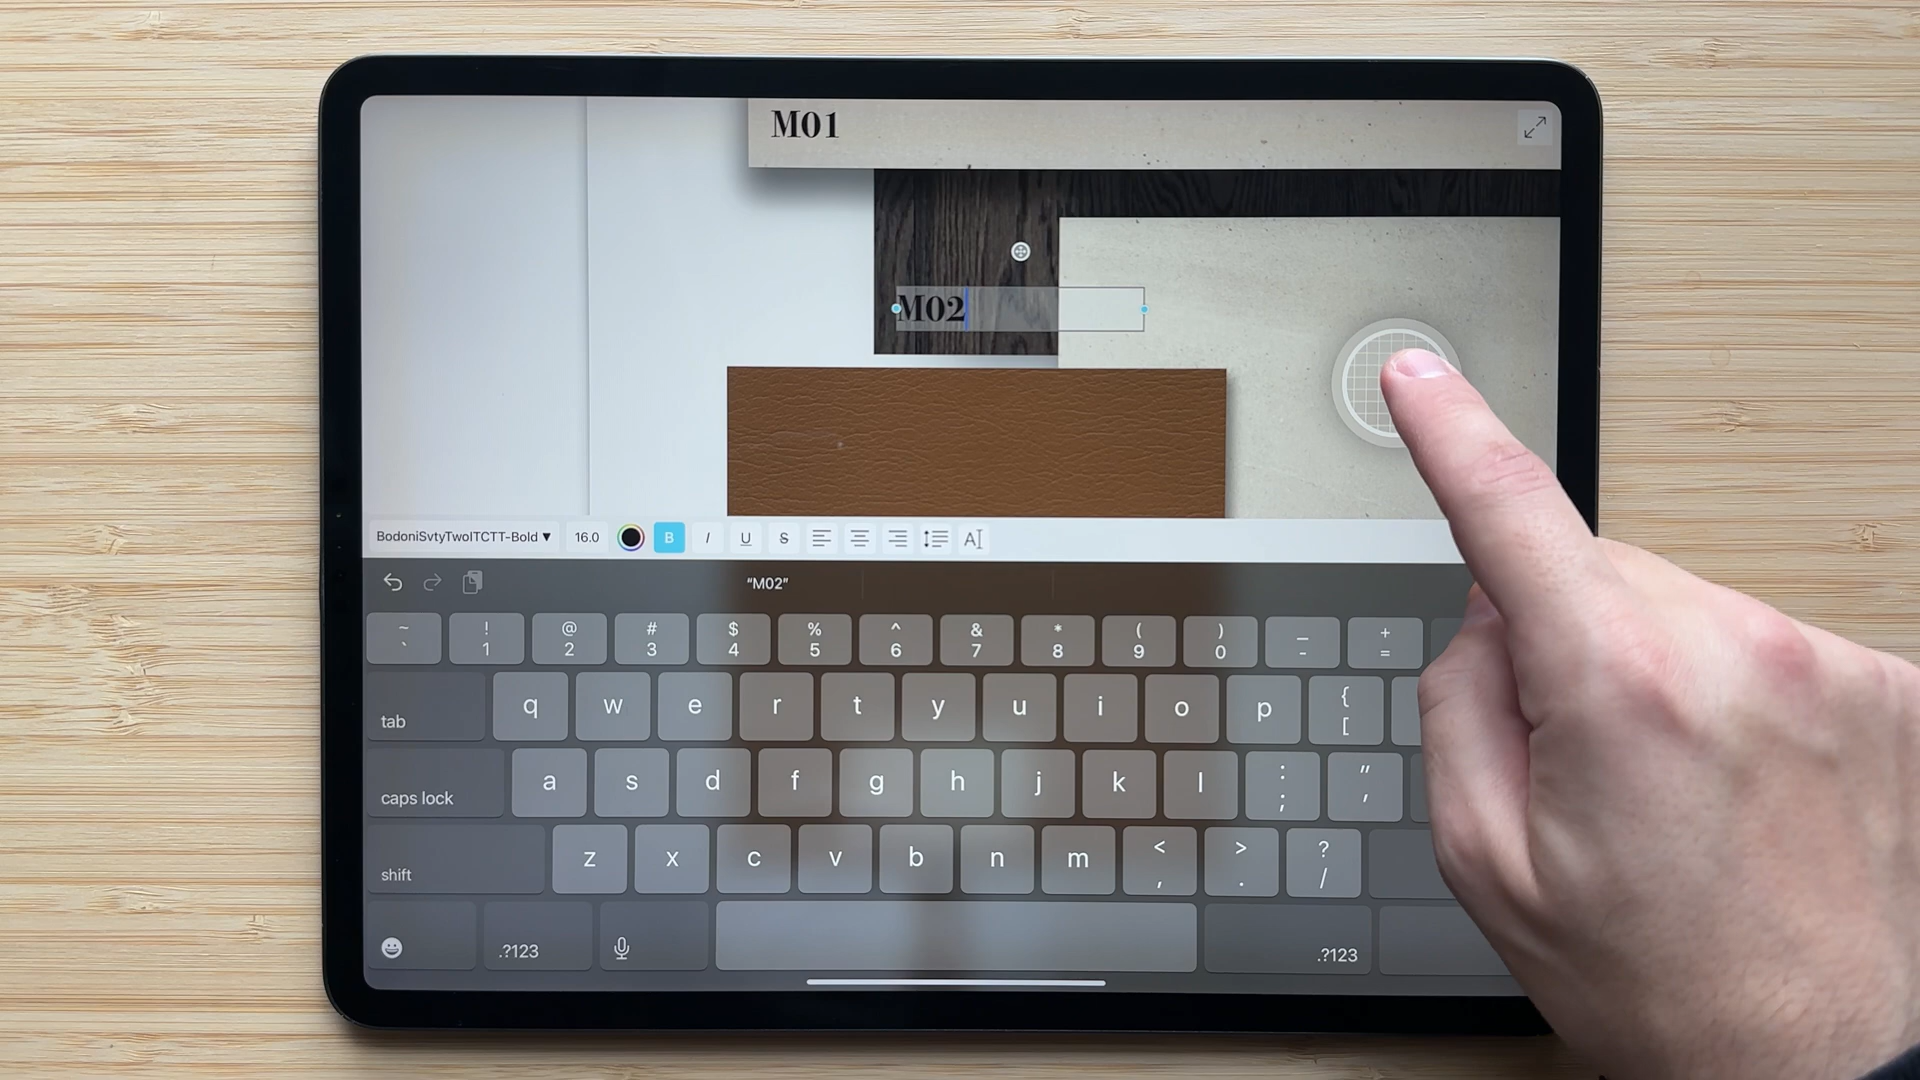 M01
M02
BodoniSvtyTwoITCTT-Bold ▼ 16.0 B I U S A
“M02”
~ ! @ # $ % ^ & * ( ) _ +
` 1 2 3 4 5 6 7 8 9 0 - =
tab q w e r t y u i o p { [
caps lock a s d f g h j k l : ; " '
shift z x c v b n m < , > . ? /
.?123 .?123